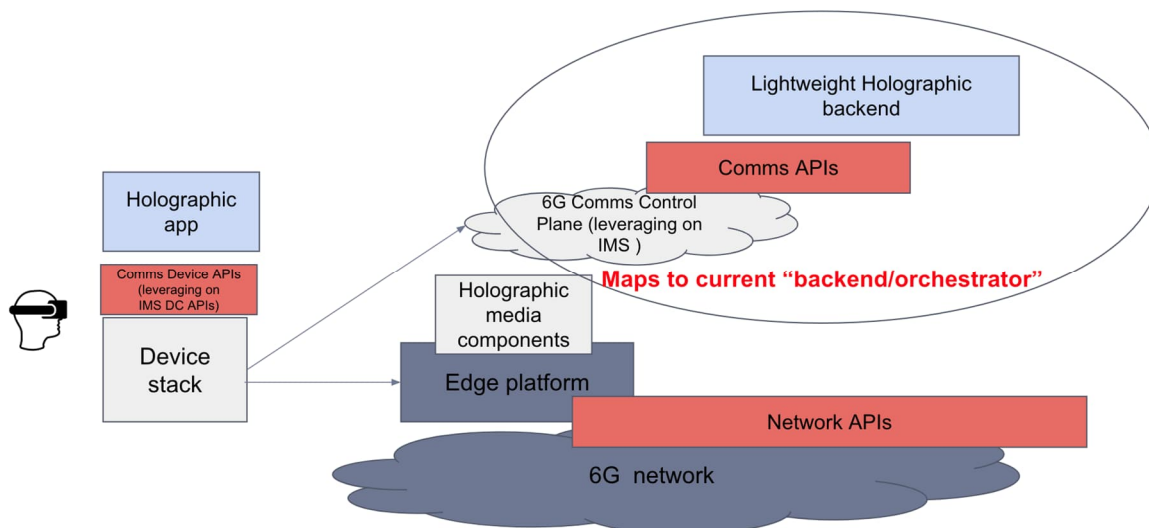 Lightweight Holographic
backend
Comms APIs
6G Comms Control
Plane (leveraging on
IMS )
Maps to current “backend/orchestrator”
Holographic
app
Comms Device APIs
(leveraging on
IMS DC APIs)
Device
stack
Holographic
media
components
Edge platform
Network APIs
6G network